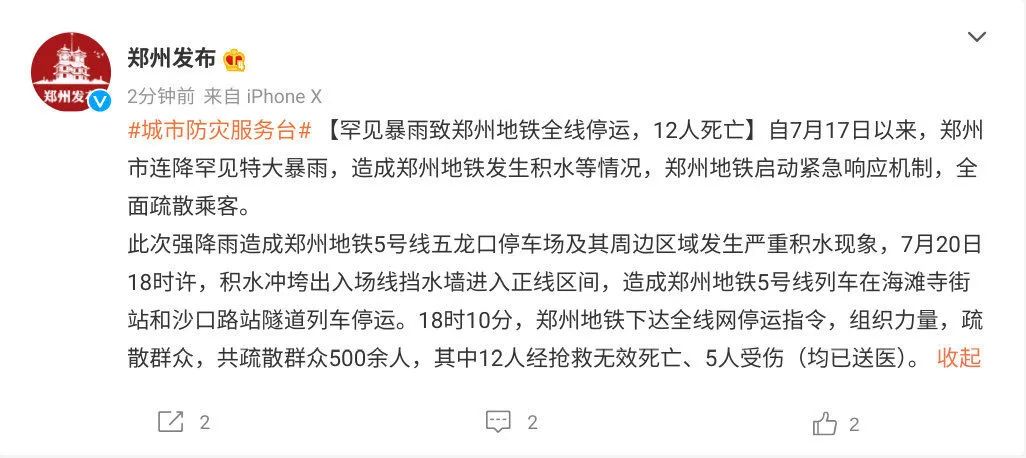 郑州发布
郑州发布
2分钟前 来自 iPhone X
#城市防灾服务台#【罕见暴雨致郑州地铁全线停运，12人死亡】自7月17日以来，郑州
市连降罕见特大暴雨，造成郑州地铁发生积水等情况，郑州地铁启动紧急响应机制，全
面疏散乘客。
此次强降雨造成郑州地铁5号线五龙口停车场及其周边区域发生严重积水现象，7月20日
18时许，积水冲垮出入场线挡水墙进入正线区间，造成郑州地铁5号线列车在海滩寺街
站和沙口路站隧道列车停运。18时10分，郑州地铁下达全线网停运指令，组织力量，疏
散群众，共疏散群众500余人，其中12人经抢救无效死亡、5人受伤（均已送医）。 收起
2
2
2